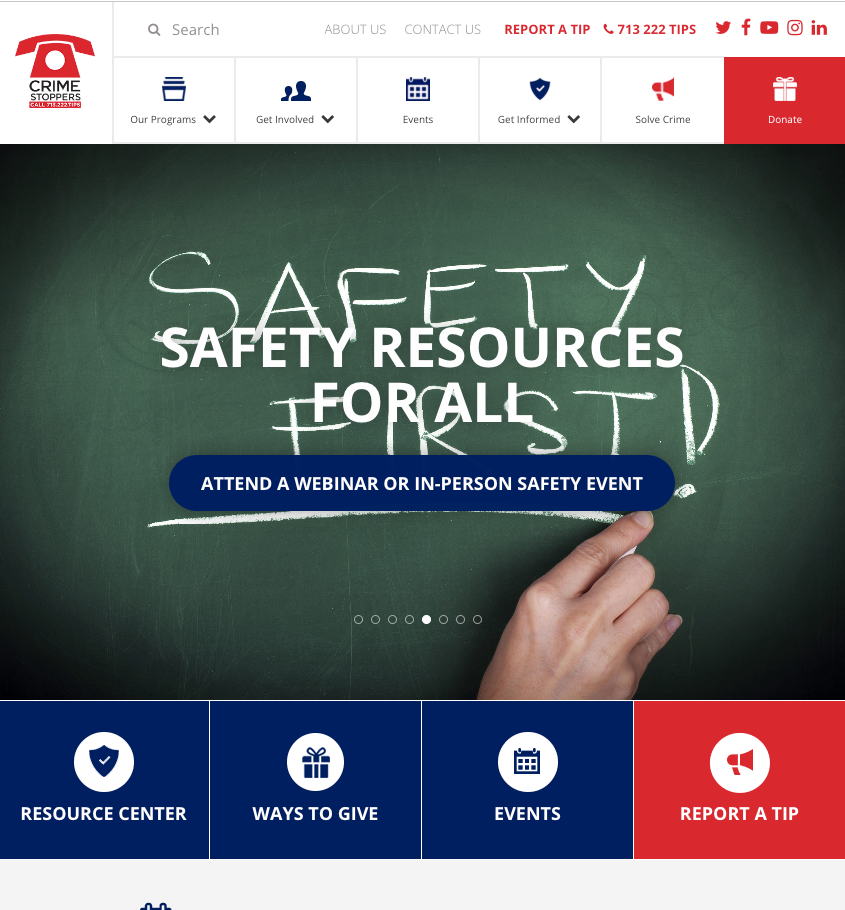 Search
ABOUT US
CONTACT US
REPORT A TIP
713 222 TIPS
CRIME
STOPPERS
CALL 713.222.TIPS
Our Programs
Get Involved
Events
Get Informed
Solve Crime
Donate
SAFETY
SAFETY RESOURCES
FOR ALL
FIRST!
ATTEND A WEBINAR OR IN-PERSON SAFETY EVENT
RESOURCE CENTER
WAYS TO GIVE
EVENTS
REPORT A TIP